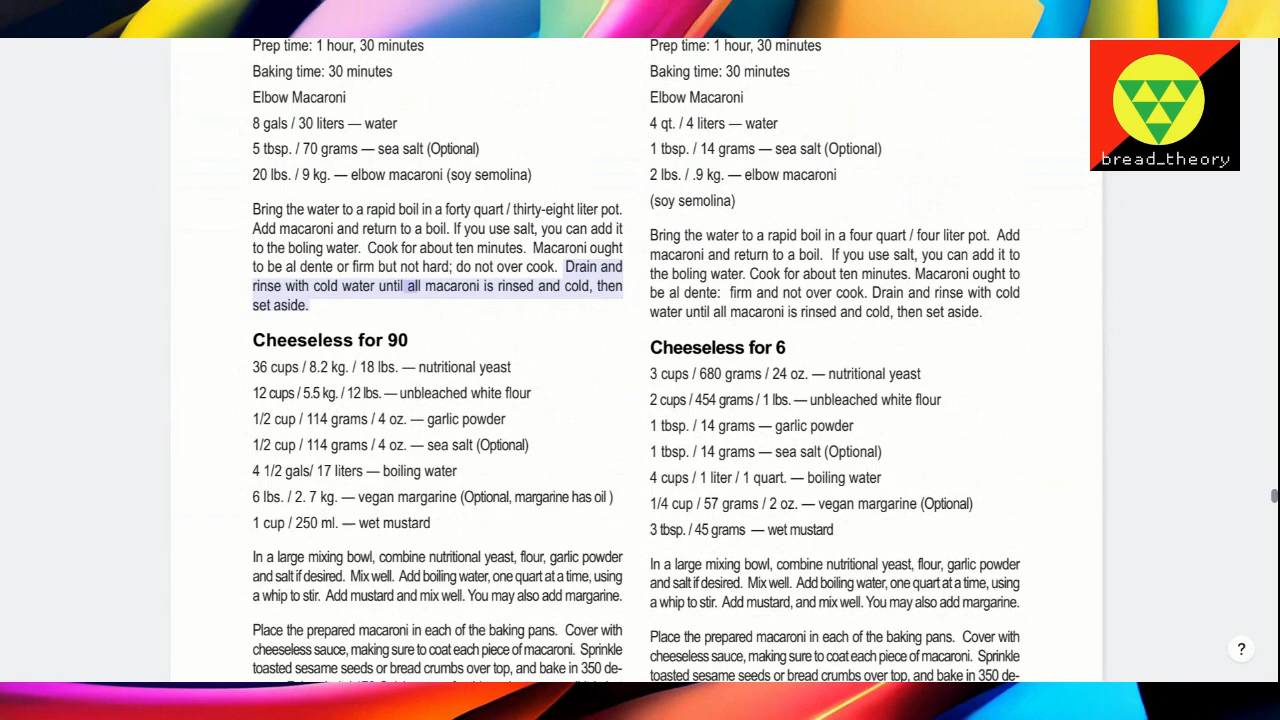 Prep time: 1 hour, 30 minutes
Baking time: 30 minutes
Elbow Macaroni
8 gals / 30 liters — water
5 tbsp. / 70 grams — sea salt (Optional)
20 lbs. / 9 kg. — elbow macaroni (soy semolina)
Bring the water to a rapid boil in a forty quart / thirty-eight liter pot.
Add macaroni and return to a boil. If you use salt, you can add it
to the boling water. Cook for about ten minutes. Macaroni ought
to be al dente or firm but not hard; do not over cook. Drain and
rinse with cold water until all macaroni is rinsed and cold, then
set aside.
Cheeseless for 90
36 cups / 8.2 kg. / 18 lbs. — nutritional yeast
12 cups / 5.5 kg. / 12 lbs. — unbleached white flour
1/2 cup / 114 grams / 4 oz. — garlic powder
1/2 cup / 114 grams / 4 oz. — sea salt (Optional)
4 1/2 gals/ 17 liters — boiling water
6 lbs. / 2. 7 kg. — vegan margarine (Optional, margarine has oil )
1 cup / 250 ml. — wet mustard
In a large mixing bowl, combine nutritional yeast, flour, garlic powder
and salt if desired. Mix well. Add boiling water, one quart at a time, using
a whip to stir. Add mustard and mix well. You may also add margarine.
Place the prepared macaroni in each of the baking pans. Cover with
cheeseless sauce, making sure to coat each piece of macaroni. Sprinkle
toasted sesame seeds or bread crumbs over top, and bake in 350 de-
Prep time: 1 hour, 30 minutes
Baking time: 30 minutes
Elbow Macaroni
4 qt. / 4 liters — water
1 tbsp. / 14 grams — sea salt (Optional)
2 lbs. / .9 kg. — elbow macaroni
(soy semolina)
Bring the water to a rapid boil in a four quart / four liter pot. Add
macaroni and return to a boil. If you use salt, you can add it to
the boling water. Cook for about ten minutes. Macaroni ought to
be al dente: firm and not over cook. Drain and rinse with cold
water until all macaroni is rinsed and cold, then set aside.
Cheeseless for 6
3 cups / 680 grams / 24 oz. — nutritional yeast
2 cups / 454 grams / 1 lbs. — unbleached white flour
1 tbsp. / 14 grams — garlic powder
1 tbsp. / 14 grams — sea salt (Optional)
4 cups / 1 liter / 1 quart. — boiling water
1/4 cup / 57 grams / 2 oz. — vegan margarine (Optional)
3 tbsp. / 45 grams — wet mustard
In a large mixing bowl, combine nutritional yeast, flour, garlic powder
and salt if desired. Mix well. Add boiling water, one quart at a time, using
a whip to stir. Add mustard, and mix well. You may also add margarine.
Place the prepared macaroni in each of the baking pans. Cover with
cheeseless sauce, making sure to coat each piece of macaroni. Sprinkle
toasted sesame seeds or bread crumbs over top, and bake in 350 de-
bread_theory
?